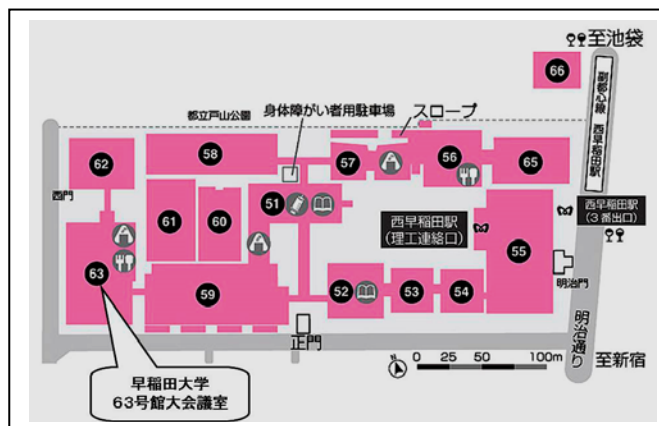 至池袋
66
副都心線 西早稲田駅
都立戸山公園
身体障がい者用駐車場
スロープ
62
58
57
56
65
西門
51
61
60
西早稲田駅
(理工連絡口)
西早稲田駅
(3番出口)
55
63
59
52
53
54
明治門
正門
N
0 25 50 100m
明治通り
至新宿
早稲田大学
63号館大会議室